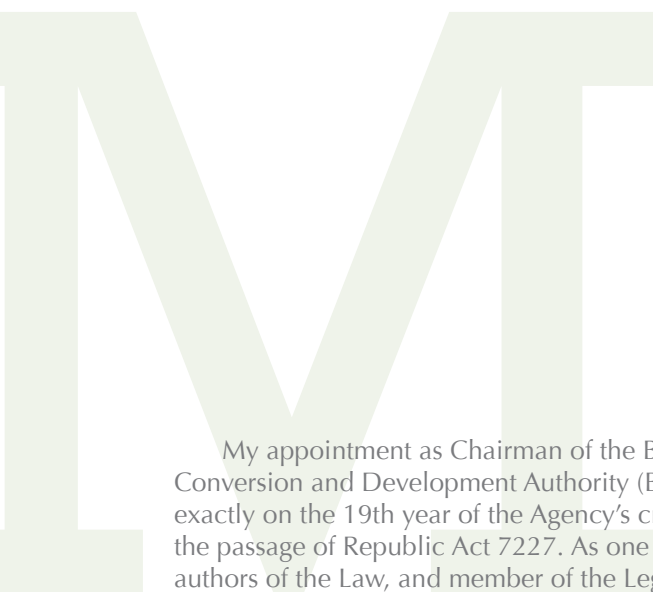 M
My appointment as Chairman of the
Conversion and Development Authority
exactly on the 19th year of the Agency’s
the passage of Republic Act 7227. As one
authors of the Law, and member of the